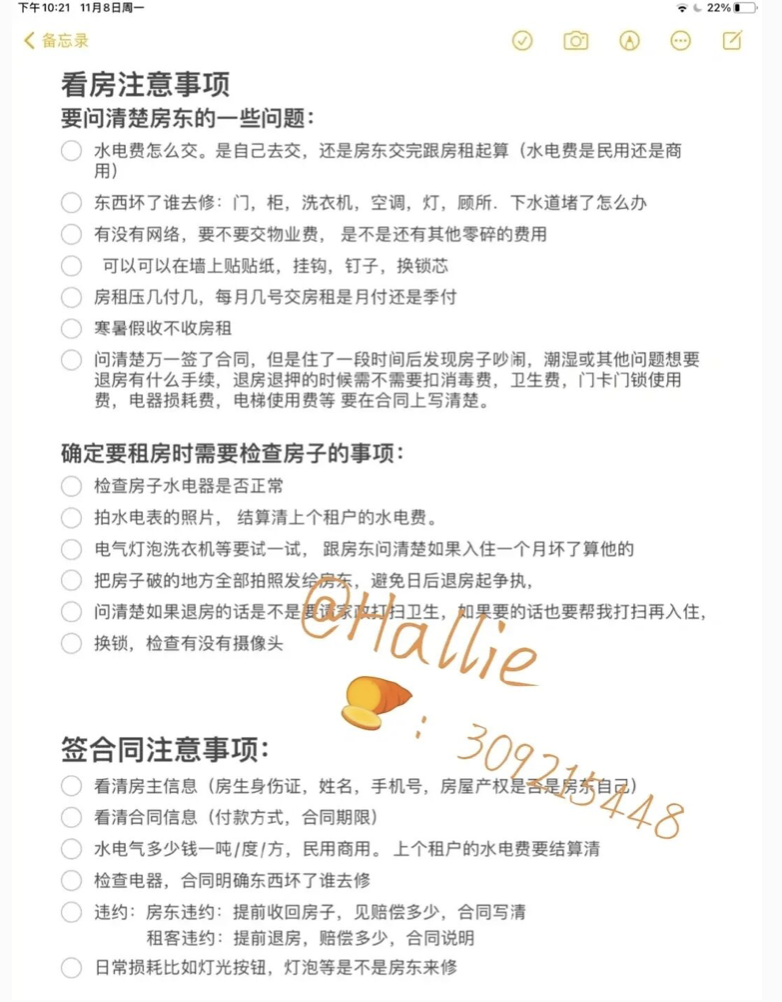 下午10:21 11月8日周一
22%
备忘录
看房注意事项
要问清楚房东的一些问题：
水电费怎么交。是自己去交，还是房东交完跟房租起算（水电费是民用还是商
用）
东西坏了谁去修：门，柜，洗衣机，空调，灯，顾所．下水道堵了怎么办
有没有网络，要不要交物业费， 是不是还有其他零碎的费用
可以可以在墙上贴贴纸，挂钩，钉子，换锁芯
房租压几付几，每月几号交房租是月付还是季付
寒暑假收不收房租
问清楚万一签了合同，但是住了一段时间后发现房子吵闹，潮湿或其他问题想要
退房有什么手续，退房退押的时候需不需要扣消毒费，卫生费，门卡门锁使用
费，电器损耗费，电梯使用费等 要在合同上写清楚。
确定要租房时需要检查房子的事项：
检查房子水电器是否正常
拍水电表的照片， 结算清上个租户的水电费。
电气灯泡洗衣机等要试一试， 跟房东问清楚如果入住一个月坏了算他的
把房子破的地方全部拍照发给房东，避免日后退房起争执，
问清楚如果退房的话是不是要请家政打扫卫生，如果要的话也要帮我打扫再入住，
换锁，检查有没有摄像头
@Hallie
：309215448
签合同注意事项：
看清房主信息（房生身伤证，姓名，手机号，房屋产权是否是房东自己）
看清合同信息（付款方式，合同期限）
水电气多少钱一吨/度/方，民用商用。 上个租户的水电费要结算清
检查电器，合同明确东西坏了谁去修
违约：房东违约：提前收回房子，见赔偿多少，合同写清
租客违约：提前退房，赔偿多少，合同说明
日常损耗比如灯光按钮，灯泡等是不是房东来修